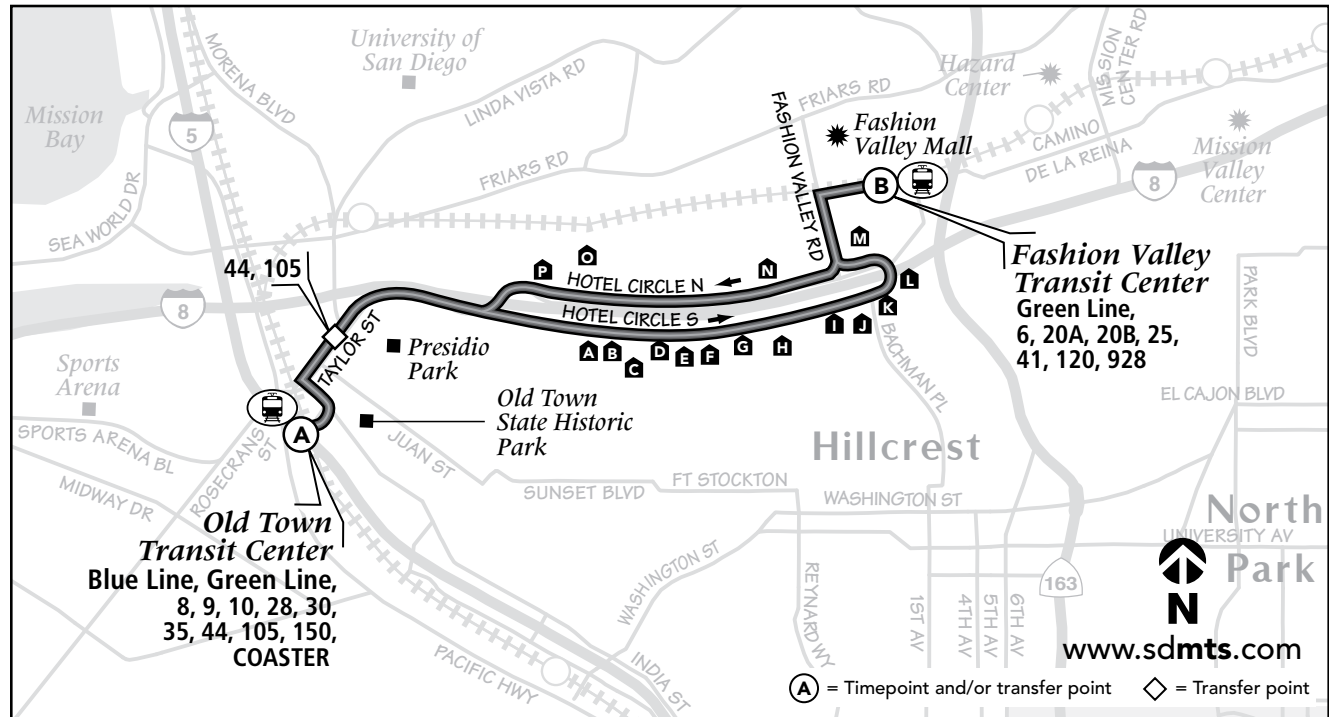 University of
San Diego
Mission
Bay
5
MORENA BLVD
LINDA VISTA RD
FRIARS RD
SEA WORLD DR
FASHION VALLEY RD
FRIARS RD
Hazard
Center
MISSION
CENTER RD
Fashion
Valley Mall
CAMINO
DE LA REINA
Mission
Valley
Center
8
B
M
Fashion Valley
Transit Center
Green Line,
6, 20A, 20B, 25,
41, 120, 928
44, 105
8
P
O
N
HOTEL CIRCLE N
HOTEL CIRCLE S
L
K
I
J
A
B
C
D
E
F
G
H
TAYLOR ST
Presidio
Park
Old Town
State Historic
Park
Sports
Arena
A
SPORTS ARENA BL
ROSECRANS
ST
MIDWAY DR
JUAN ST
BACHMAN PL
PARK BLVD
EL CAJON BLVD
Hillcrest
SUNSET BLVD
FT STOCKTON
WASHINGTON ST
North
Park
UNIVERSITY AV
Old Town
Transit Center
Blue Line, Green Line,
8, 9, 10, 28, 30,
35, 44, 105, 150,
COASTER
WASHINGTON ST
REYNARD WY
1ST AV
4TH AV
5TH AV
6TH AV
163
N
PACIFIC HWY
INDIA ST
www.sdmts.com
A = Timepoint and/or transfer point
= Transfer point